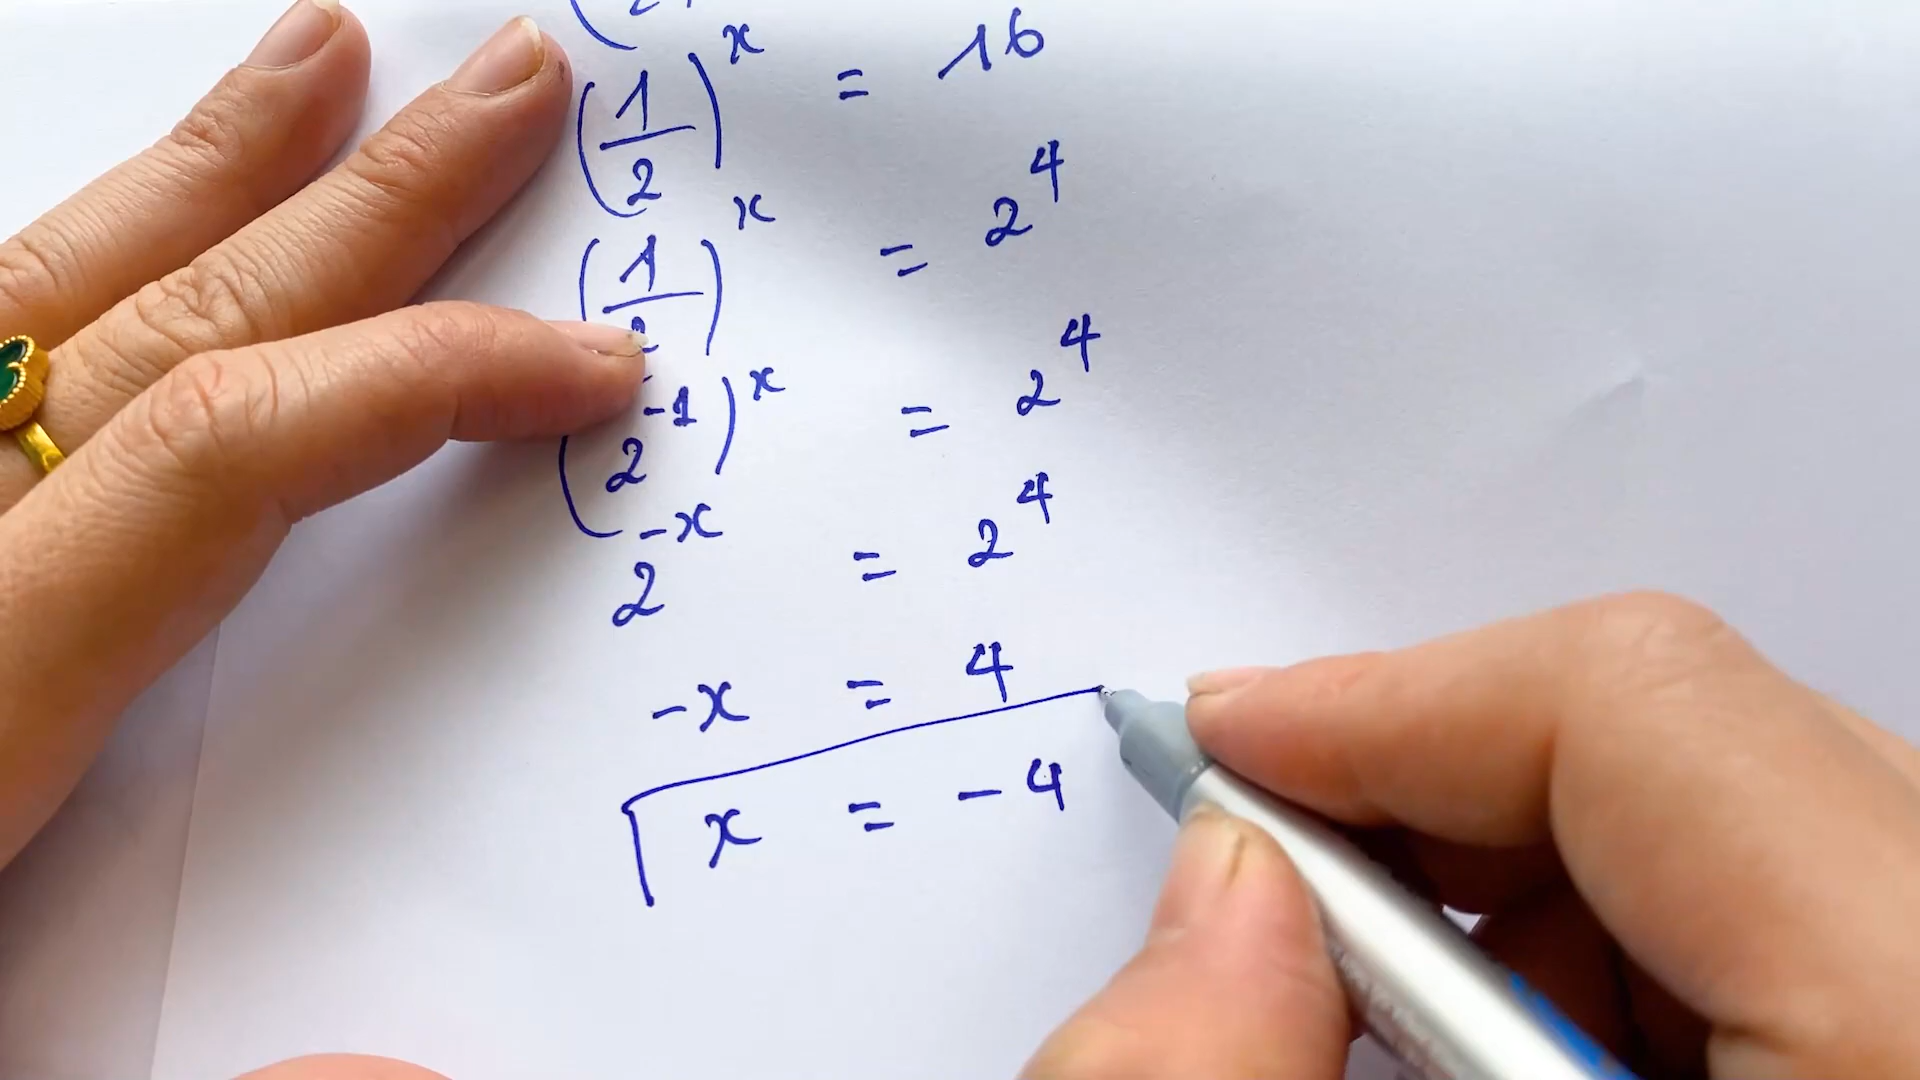 (1/2)^x = 16
(1/2)^x = 2^4
(2^-1)^x = 2^4
2^-x = 2^4
-x = 4
x = -4